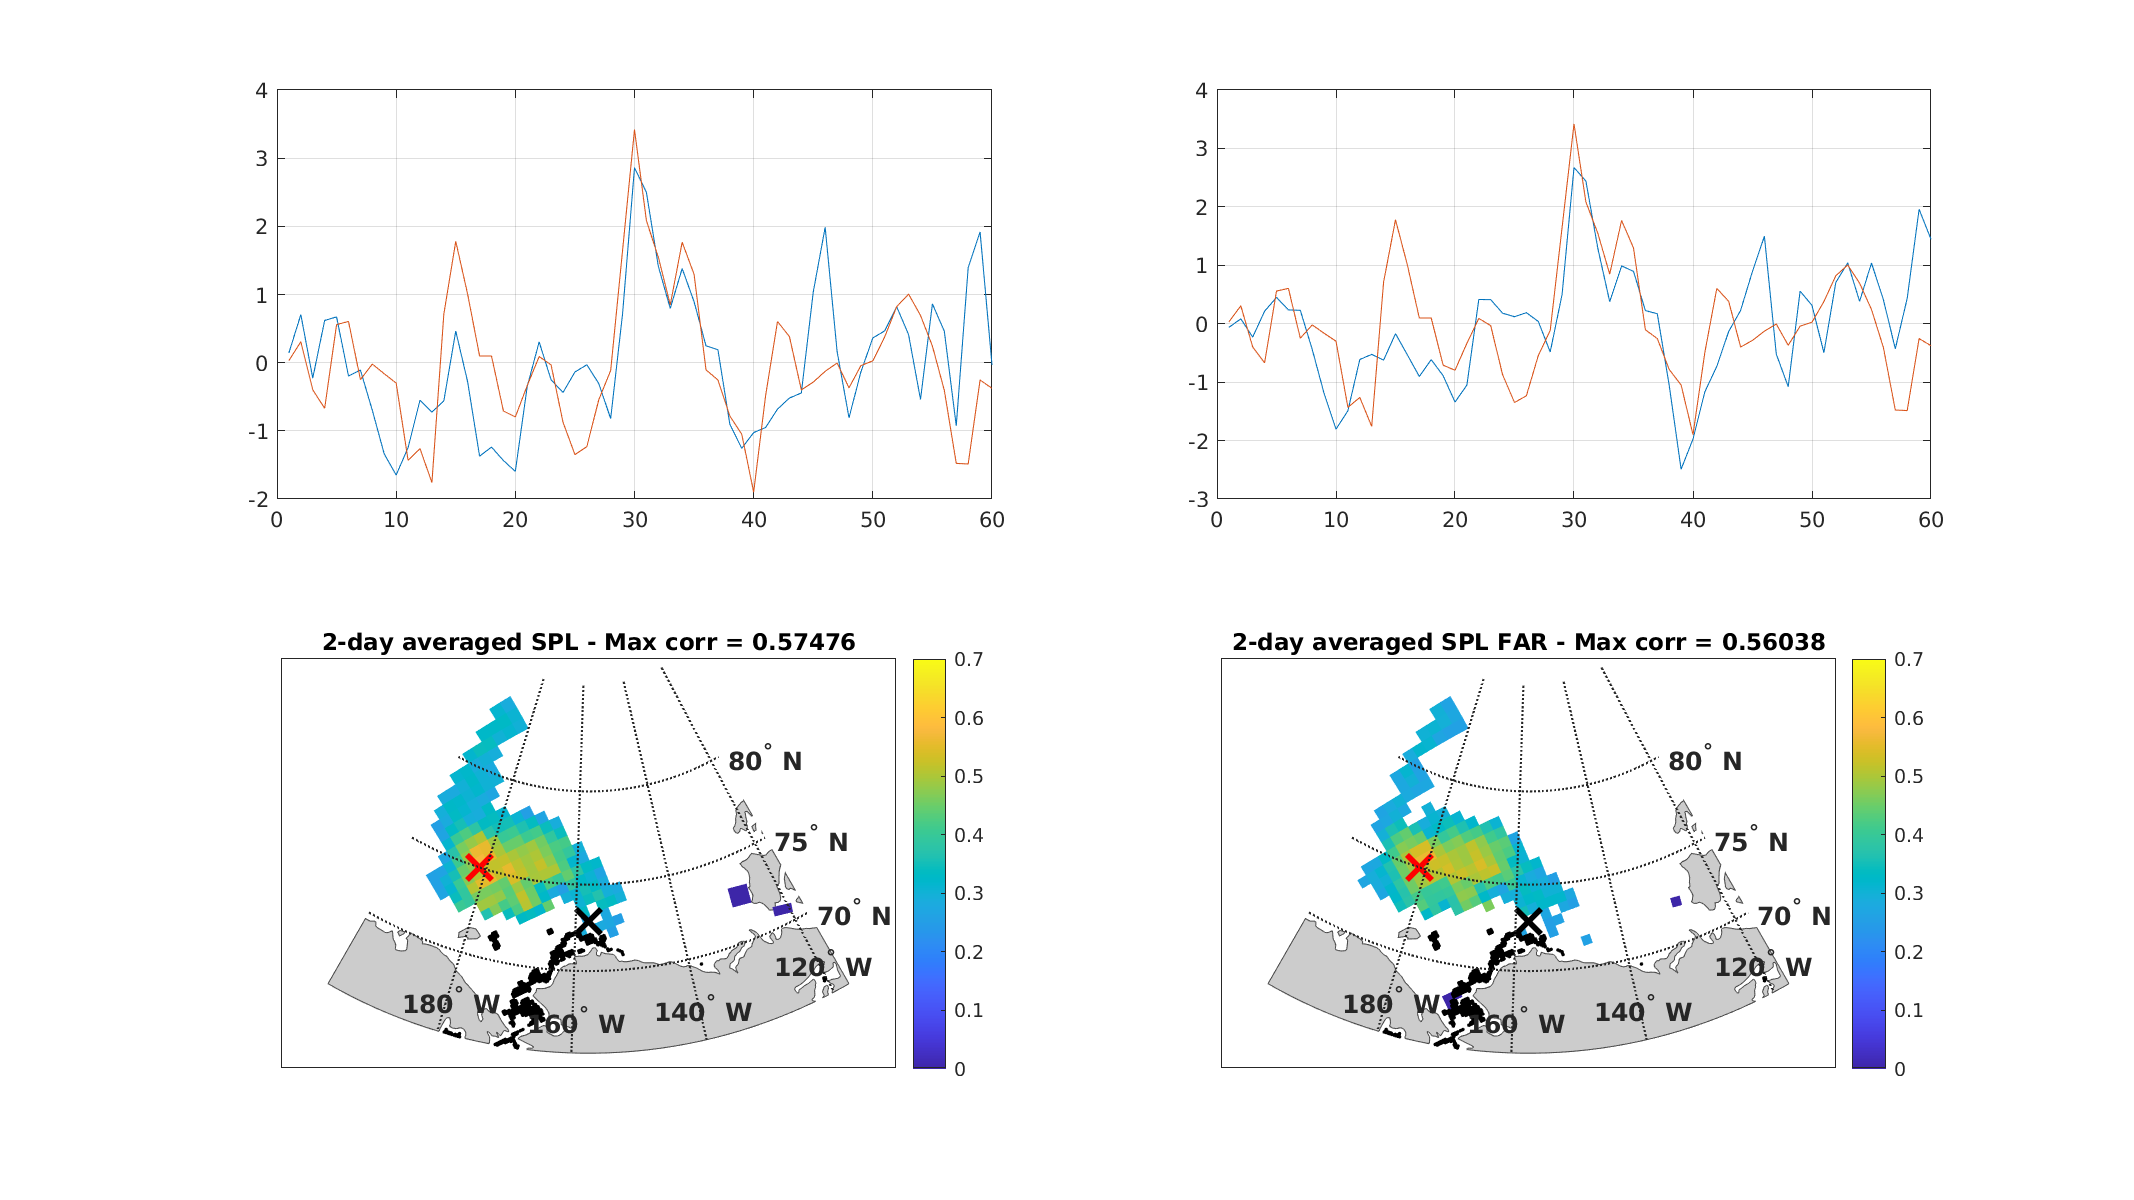 4
3
2
1
0
-1
-2
0 10 20 30 40 50 60
4
3
2
1
0
-1
-2
-3
0 10 20 30 40 50 60
2-day averaged SPL - Max corr = 0.57476
80° N
75° N
70° N
120° W
180° W
140° W
160° W
0.7
0.6
0.5
0.4
0.3
0.2
0.1
0
2-day averaged SPL FAR - Max corr = 0.56038
80° N
75° N
70° N
120° W
180° W
140° W
160° W
0.7
0.6
0.5
0.4
0.3
0.2
0.1
0